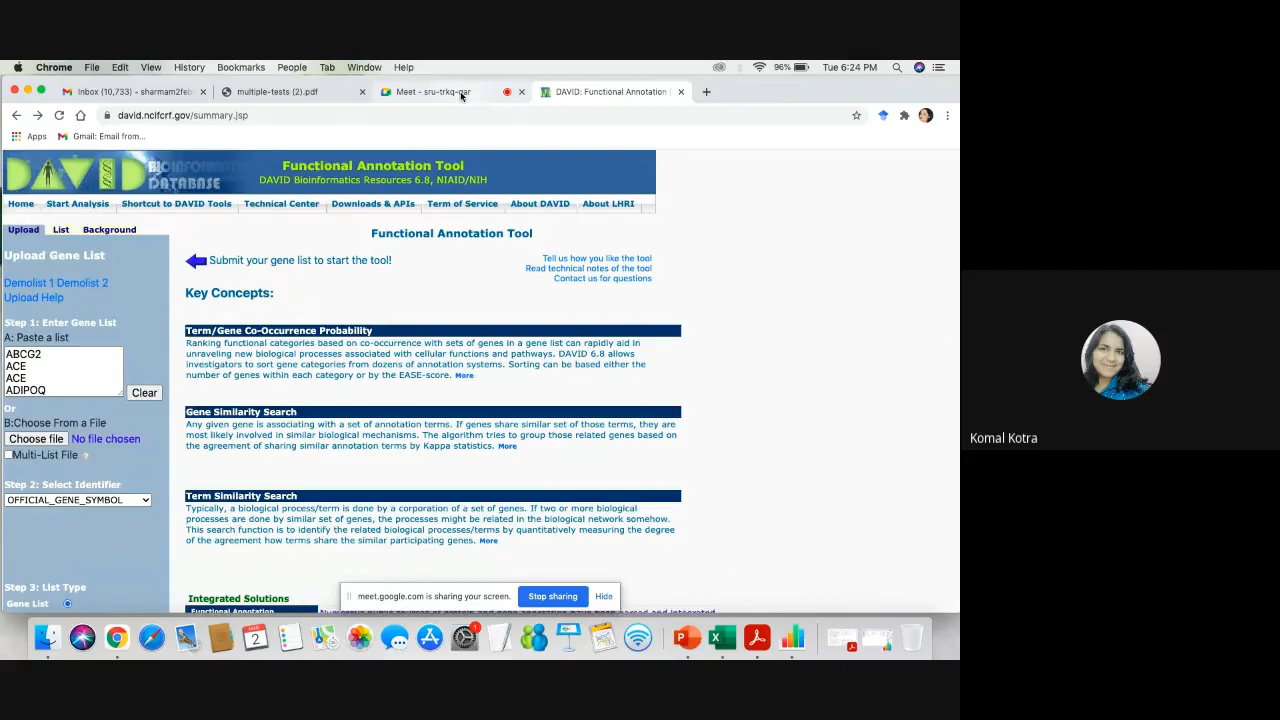 Chrome File Edit View History Bookmarks People Tab Window Help 96% Tue 6:24 PM
Inbox (10,733) - sharmam2feb multiple-tests (2).pdf Meet - sru-trkq-qar DAVID: Functional Annotation
david.ncifcrf.gov/summary.jsp
Apps Gmail: Email from...
DAVID BIOINFORMATICS DATABASE
Functional Annotation Tool
DAVID Bioinformatics Resources 6.8, NIAID/NIH
Home Start Analysis Shortcut to DAVID Tools Technical Center Downloads & APIs Term of Service About DAVID About LHRI
Upload List Background
Upload Gene List
Demolist 1 Demolist 2
Upload Help
Step 1: Enter Gene List
A: Paste a list
ABCG2
ACE
ACE
ADIPOQ
Clear
Or
B:Choose From a File
Choose file No file chosen
Multi-List File ?
Step 2: Select Identifier
OFFICIAL_GENE_SYMBOL
Step 3: List Type
Gene List
Functional Annotation Tool
Submit your gene list to start the tool!
Tell us how you like the tool
Read technical notes of the tool
Contact us for questions
Key Concepts:
Term/Gene Co-Occurrence Probability
Ranking functional categories based on co-occurrence with sets of genes in a gene list can rapidly aid in
unraveling new biological processes associated with cellular functions and pathways. DAVID 6.8 allows
investigators to sort gene categories from dozens of annotation systems. Sorting can be based either the
number of genes within each category or by the EASE-score. More
Gene Similarity Search
Any given gene is associating with a set of annotation terms. If genes share similar set of those terms, they are
most likely involved in similar biological mechanisms. The algorithm tries to group those related genes based on
the agreement of sharing similar annotation terms by Kappa statistics. More
Term Similarity Search
Typically, a biological process/term is done by a corporation of a set of genes. If two or more biological
processes are done by similar set of genes, the processes might be related in the biological network somehow.
This search function is to identify the related biological processes/terms by quantitatively measuring the degree
of the agreement how terms share the similar participating genes. More
Integrated Solutions
Functional Annotation
meet.google.com is sharing your screen. Stop sharing Hide
MAR
2
1
Komal Kotra